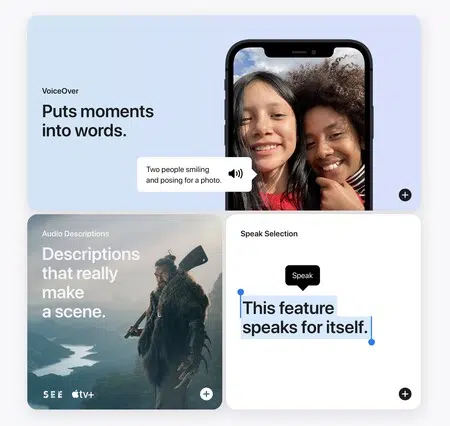 VoiceOver
Puts moments
into words.
Two people smiling
and posing for a photo.
Audio Descriptions
Descriptions
that really
make
a scene.
SEE tv+
Speak Selection
Speak
This feature
speaks for itself.